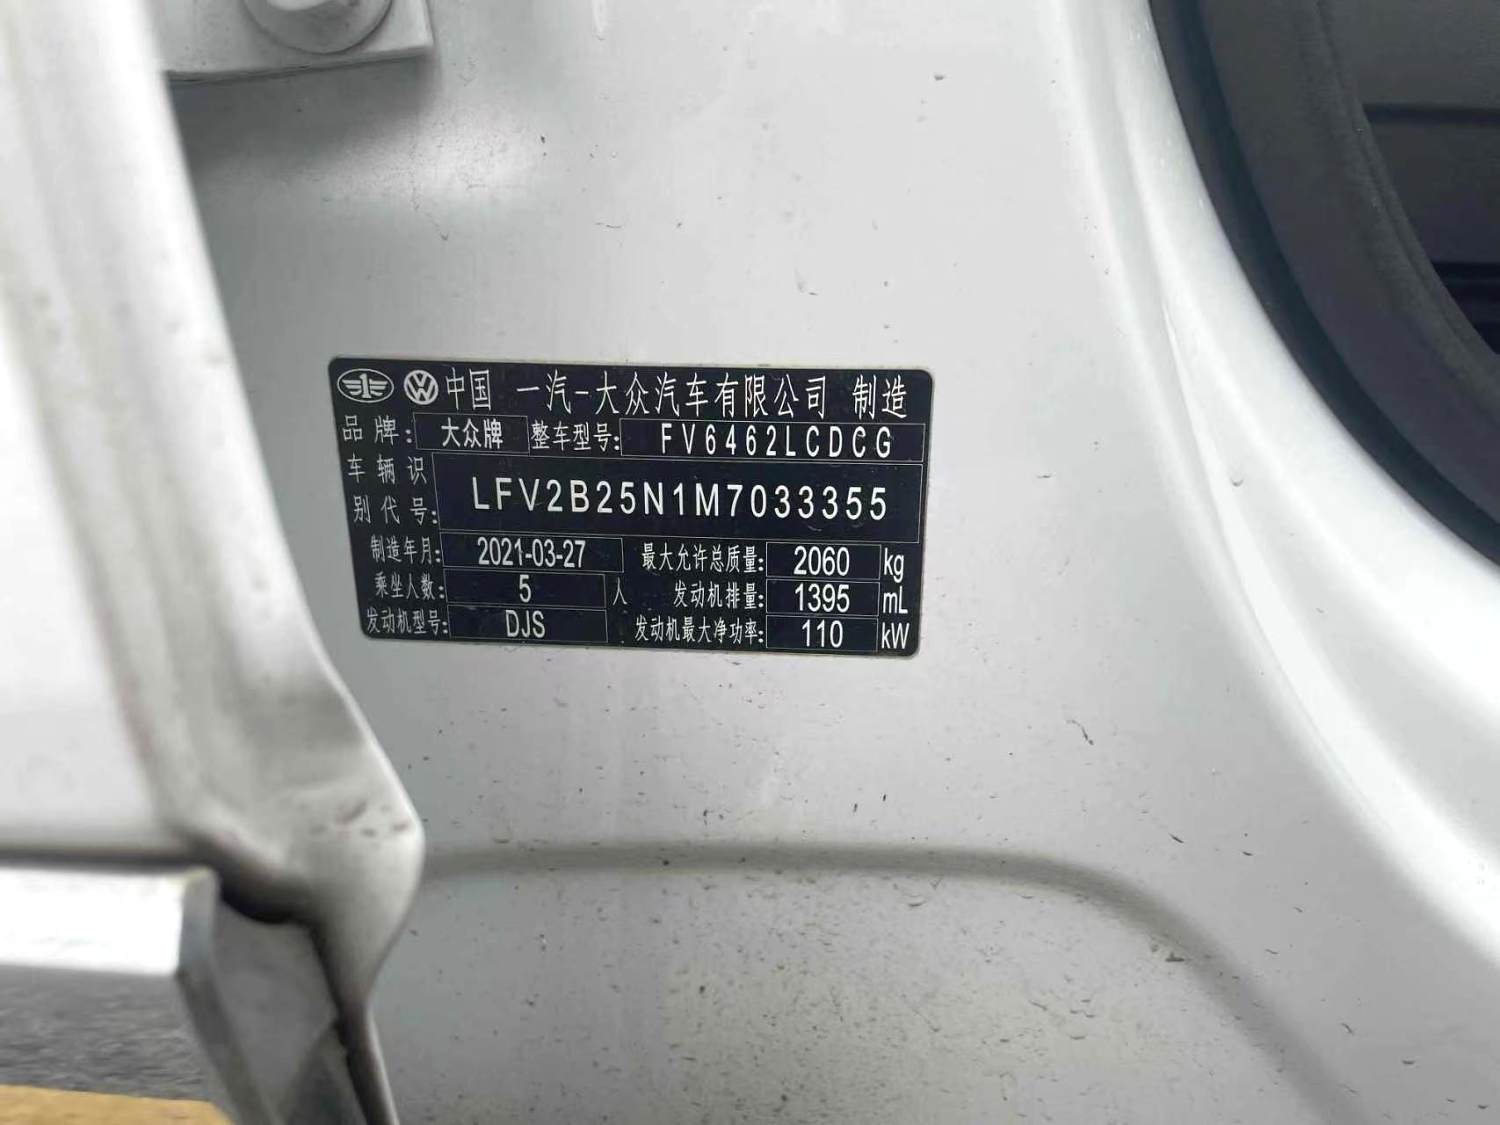 中国 一汽-大众汽车有限公司 制造
品牌: 大众牌 整车型号: FV6462LCDCG
车辆识别代号: LFV2B25N1M7033355
制造年月: 2021-03-27 最大允许总质量: 2060 kg
乘坐人数: 5 人 发动机排量: 1395 mL
发动机型号: DJS 发动机最大净功率: 110 kW